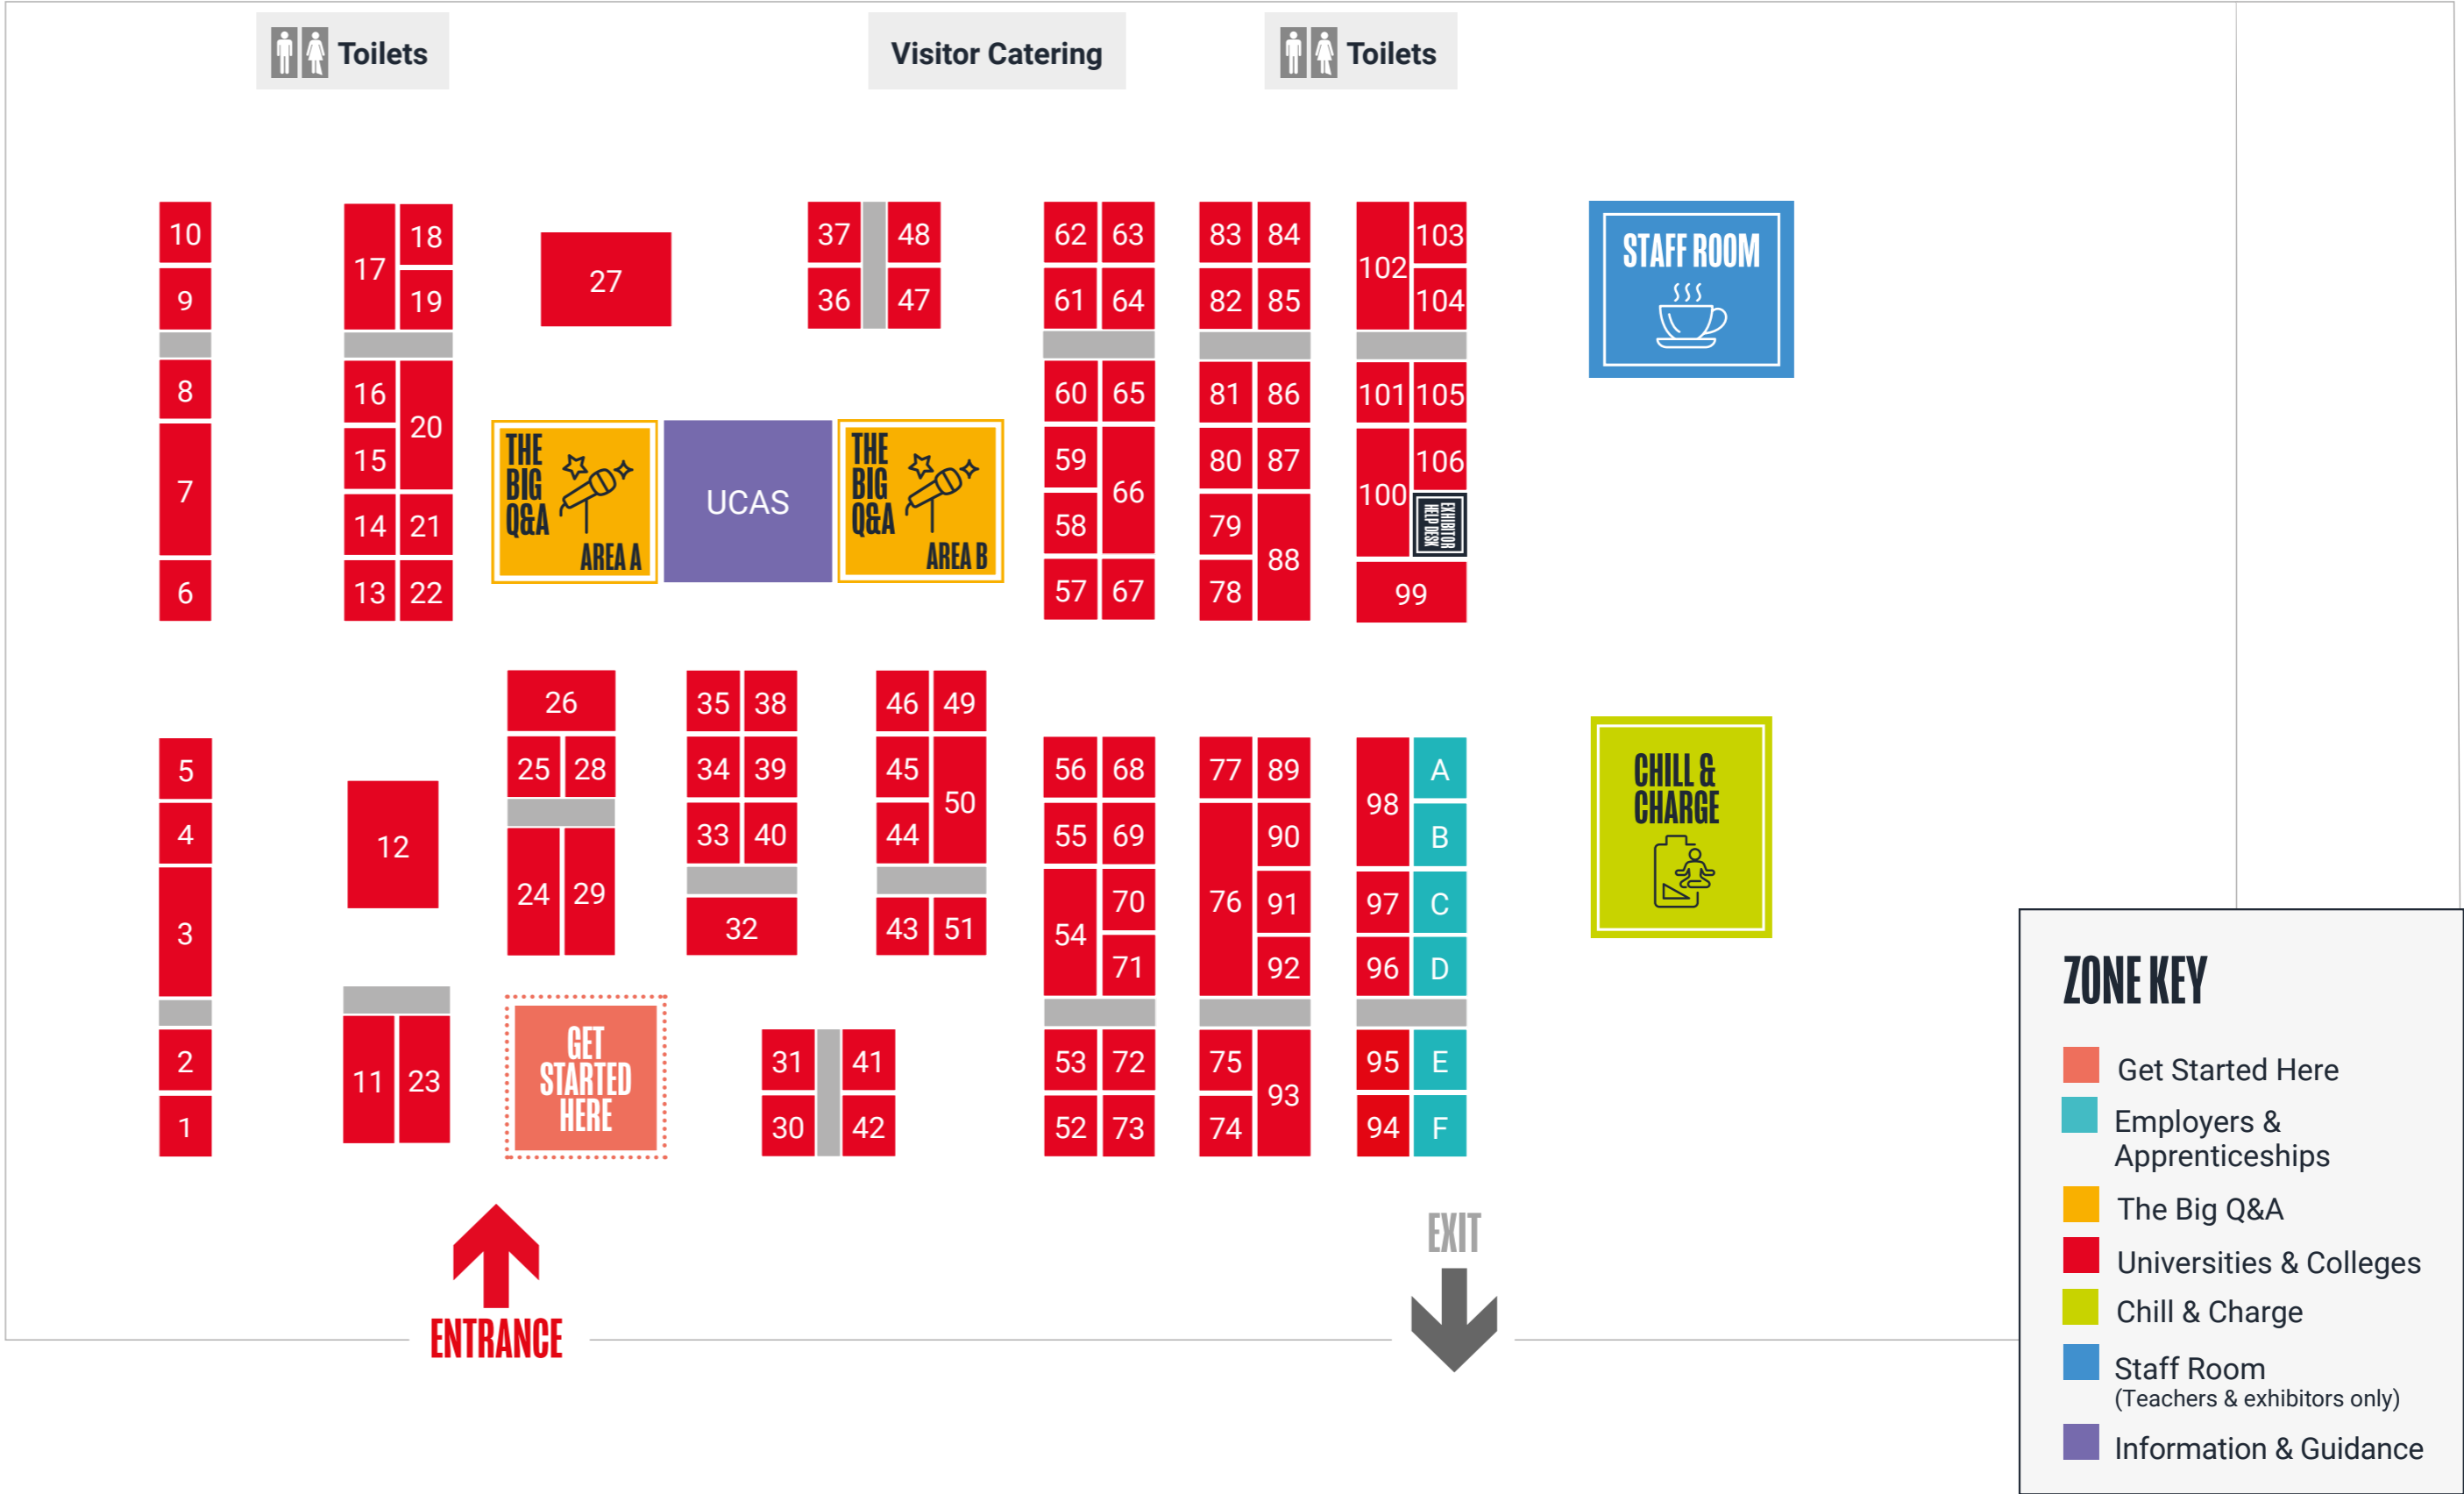 Toilets
Visitor Catering
Toilets
10
9
8
7
6
17
18
19
16
20
15
14
21
13
22
27
37
48
36
47
THE
BIG
Q&A
AREA A
UCAS
THE
BIG
Q&A
AREA B
62
63
61
64
60
65
59
66
58
57
67
83
84
82
85
81
86
80
87
79
88
78
102
103
104
101
105
100
106
EXHIBITOR
HELP DESK
99
STAFF ROOM
5
4
3
2
1
12
11
23
26
25
28
24
29
GET
STARTED
HERE
35
38
34
39
33
40
32
46
49
45
50
44
43
51
31
41
30
42
56
68
55
69
54
70
71
53
72
52
73
77
89
76
90
91
92
75
93
74
98
A
B
97
C
96
D
95
E
94
F
CHILL &
CHARGE
ENTRANCE
EXIT
ZONE KEY
Get Started Here
Employers &
Apprenticeships
The Big Q&A
Universities & Colleges
Chill & Charge
Staff Room
(Teachers & exhibitors only)
Information & Guidance